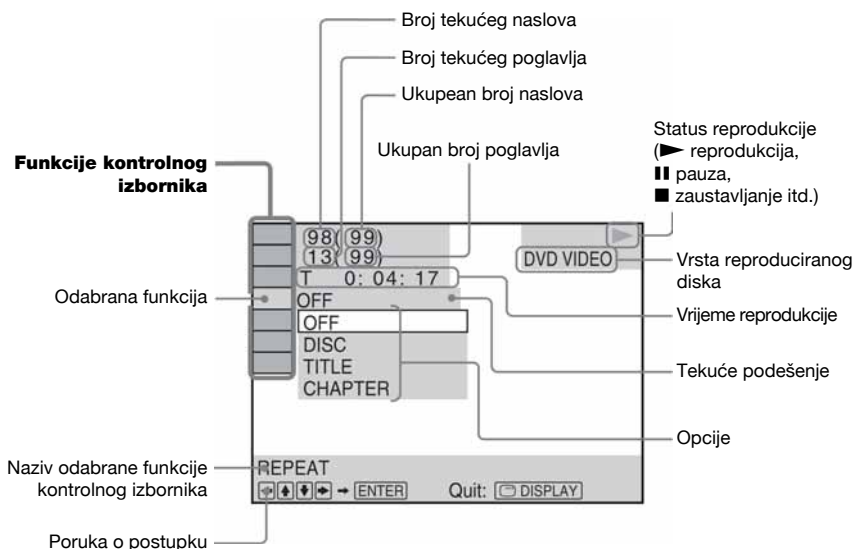 Broj tekućeg naslova
Broj tekućeg poglavlja
Ukupean broj naslova
Ukupan broj poglavlja
Status reprodukcije
(► reprodukcija,
▮▮ pauza,
■ zaustavljanje itd.)
Funkcije kontrolnog
izbornika
98( 99)
13( 99)
T 0: 04: 17
DVD VIDEO
Vrsta reproduciranog
diska
Odabrana funkcija
OFF
OFF
DISC
TITLE
CHAPTER
Vrijeme reprodukcije
Tekuće podešenje
Opcije
Naziv odabrane funkcije
kontrolnog izbornika
REPEAT
←↑↓→ → ENTER Quit: DISPLAY
Poruka o postupku